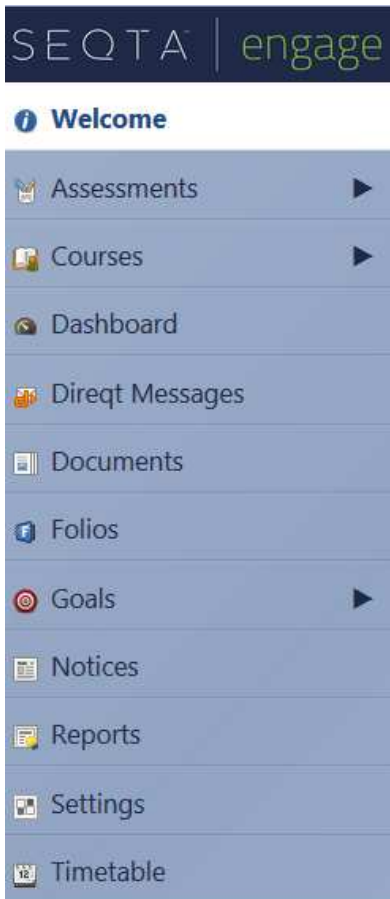 SEQTA | engage
Welcome
Assessments
Courses
Dashboard
Direqt Messages
Documents
Folios
Goals
Notices
Reports
Settings
Timetable